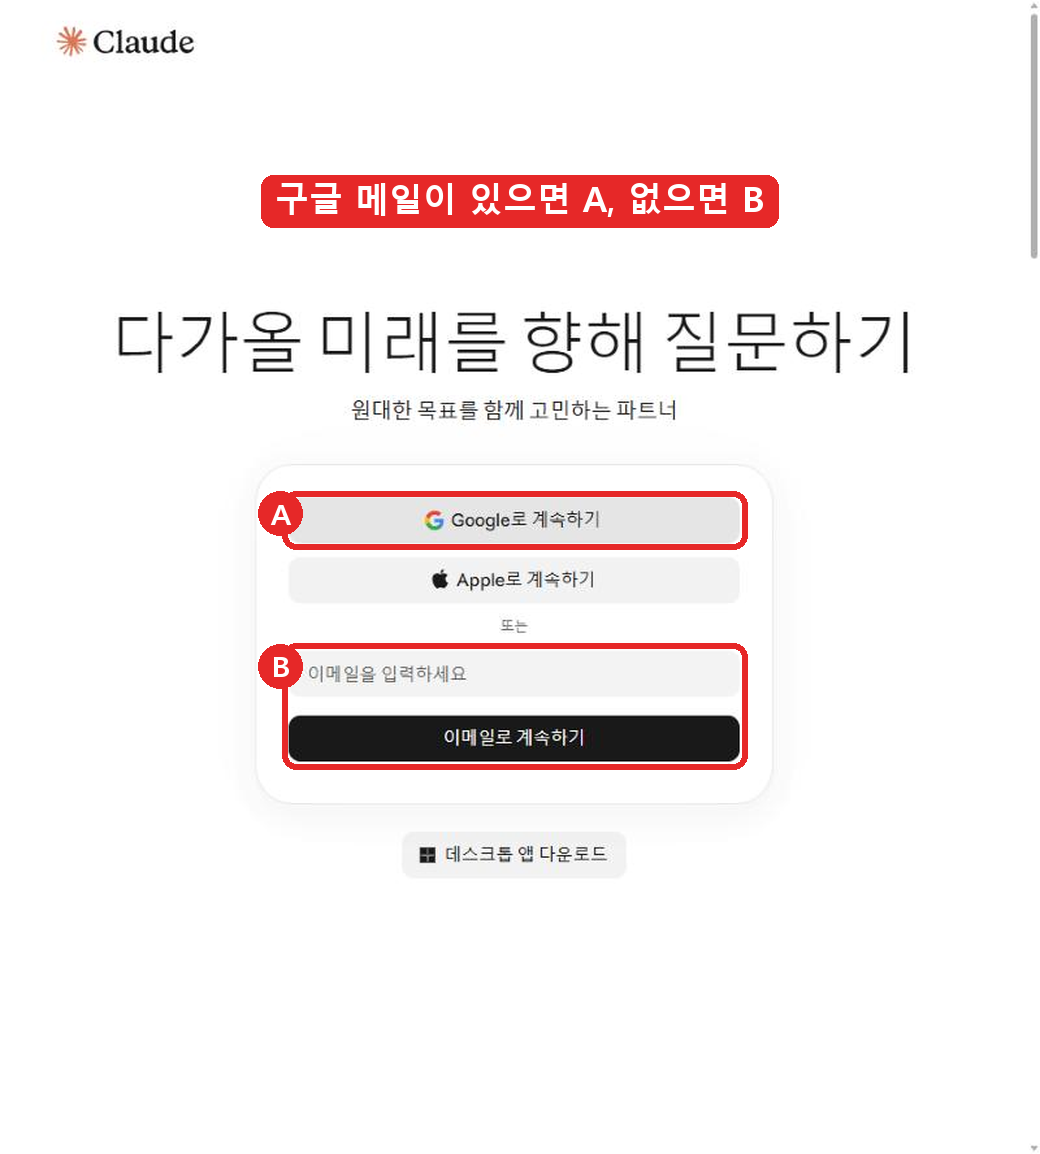 Claude
구글 메일이 있으면 A, 없으면 B
다가올 미래를 향해 질문하기
원대한 목표를 함께 고민하는 파트너
A
Google로 계속하기
Apple로 계속하기
또는
B
이메일을 입력하세요
이메일로 계속하기
데스크톱 앱 다운로드